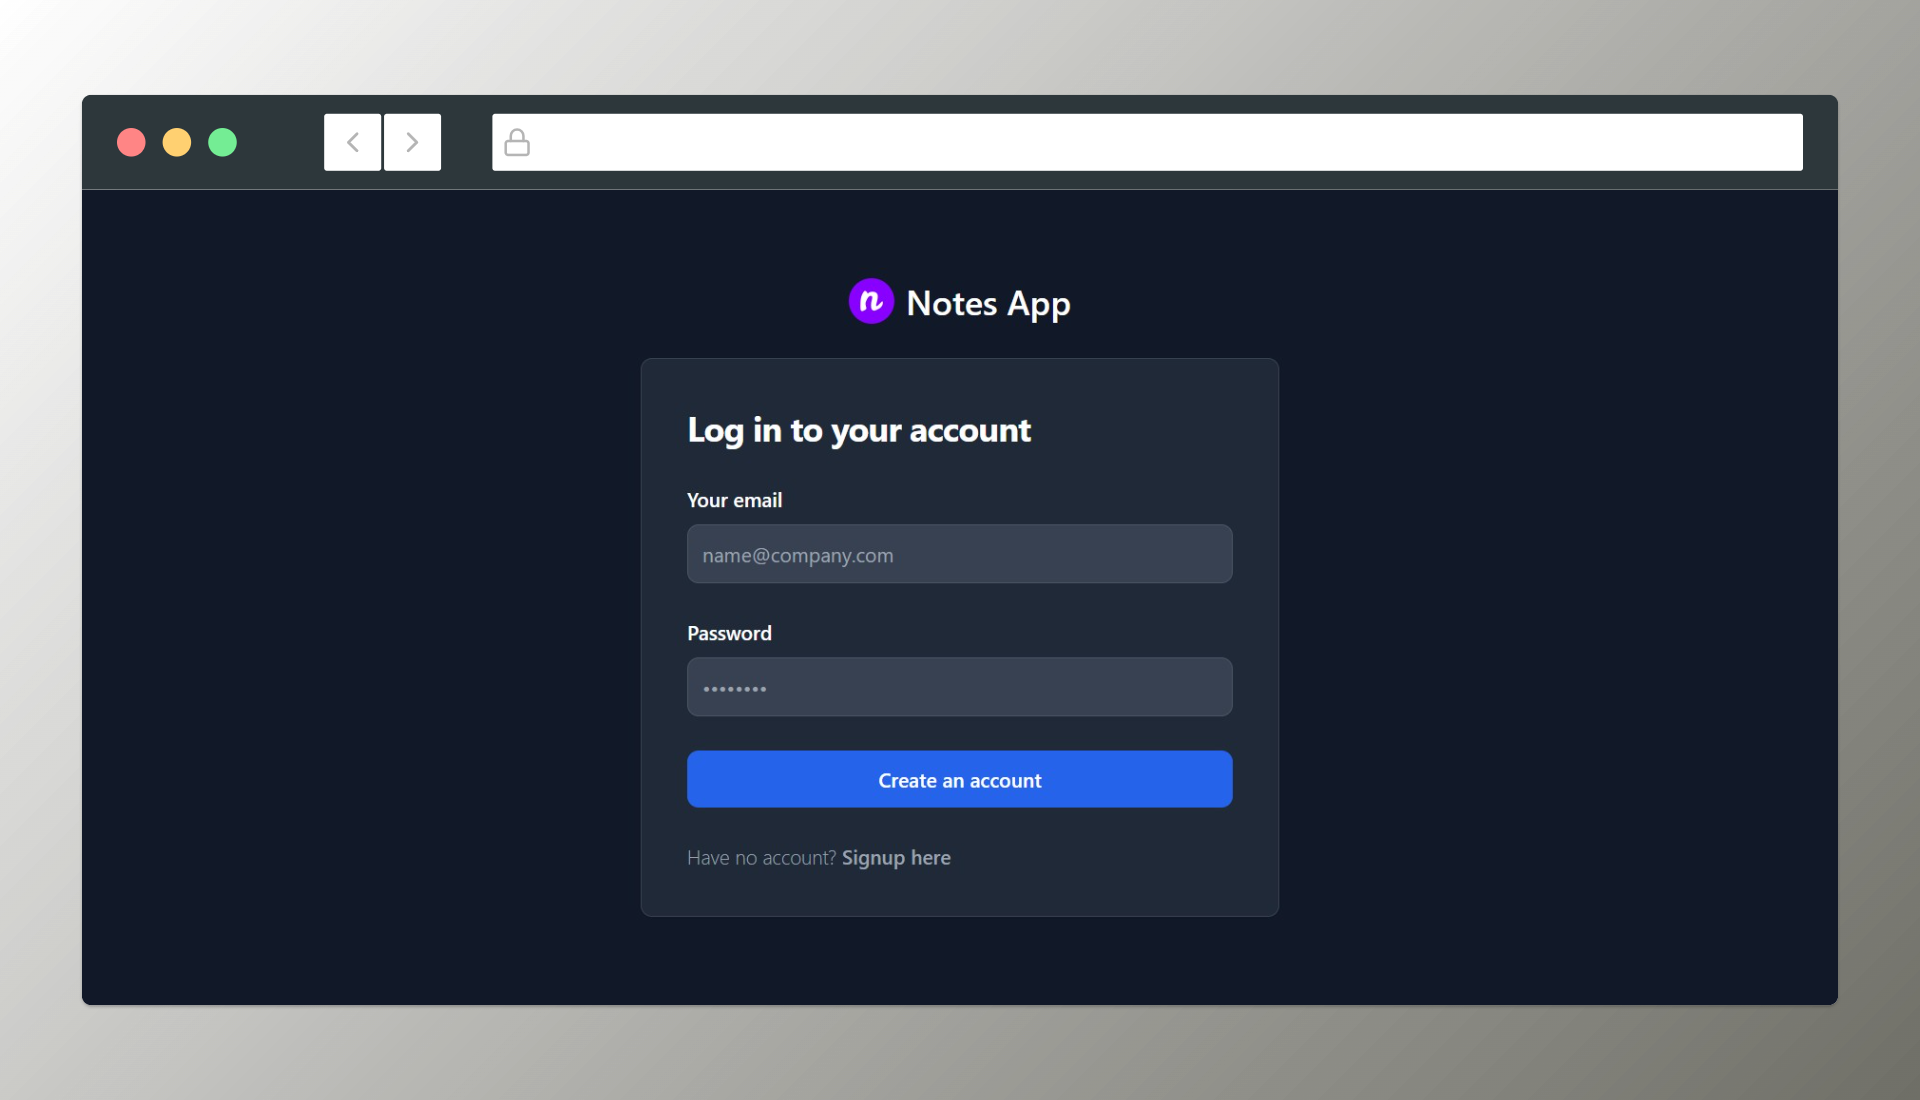 n Notes App
Log in to your account
Your email
name@company.com
Password
••••••••
Create an account
Have no account? Signup here